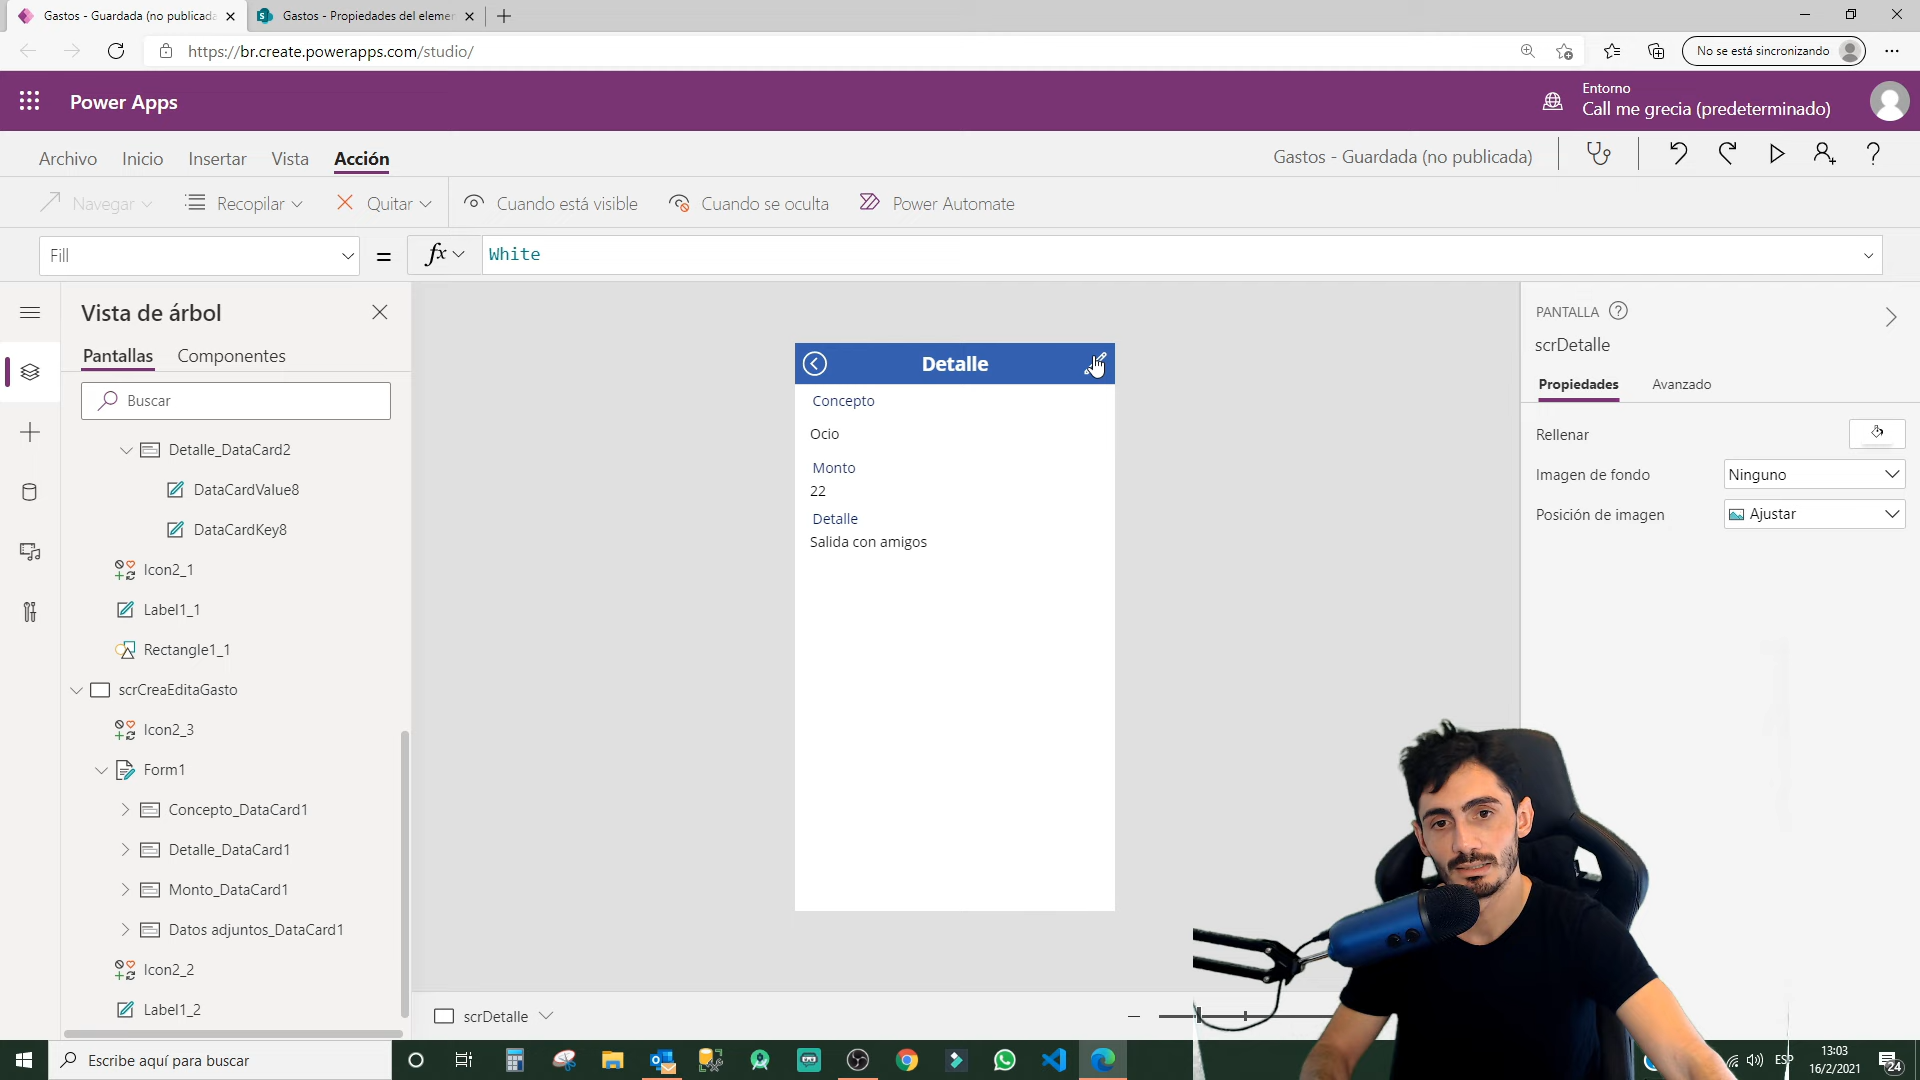 Gastos - Guardada (no publicada
Gastos - Propiedades del elemen
https://br.create.powerapps.com/studio/
No se está sincronizando
Power Apps
Entorno
Call me grecia (predeterminado)
Archivo
Inicio
Insertar
Vista
Acción
Gastos - Guardada (no publicada)
Navegar
Recopilar
Quitar
Cuando está visible
Cuando se oculta
Power Automate
Fill
=
fx
White
Vista de árbol
Pantallas
Componentes
Buscar
Detalle_DataCard2
DataCardValue8
DataCardKey8
Icon2_1
Label1_1
Rectangle1_1
scrCreaEditaGasto
Icon2_3
Form1
Concepto_DataCard1
Detalle_DataCard1
Monto_DataCard1
Datos adjuntos_DataCard1
Icon2_2
Label1_2
Detalle
Concepto
Ocio
Monto
22
Detalle
Salida con amigos
scrDetalle
PANTALLA
scrDetalle
Propiedades
Avanzado
Rellenar
Imagen de fondo
Ninguno
Posición de imagen
Ajustar
Escribe aquí para buscar
ESP
13:03
16/2/2021
24